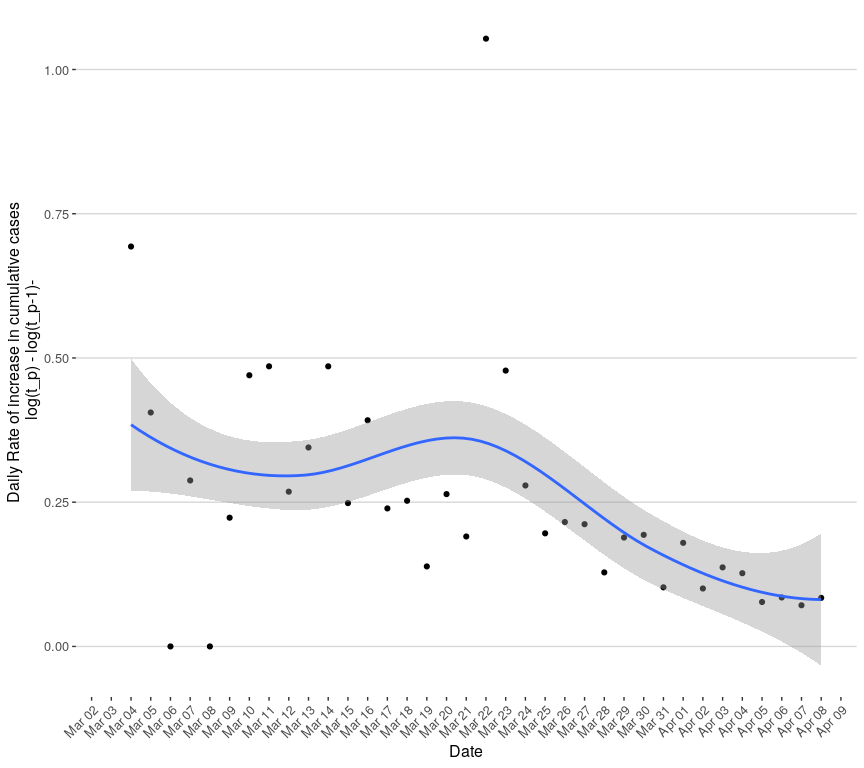 Daily Rate of increase in cumulative cases
log(t_p) - log(t_p-1)-
1.00
0.75
0.50
0.25
0.00
Mar 02
Mar 03
Mar 04
Mar 05
Mar 06
Mar 07
Mar 08
Mar 09
Mar 10
Mar 11
Mar 12
Mar 13
Mar 14
Mar 15
Mar 16
Mar 17
Mar 18
Mar 19
Mar 20
Mar 21
Mar 22
Mar 23
Mar 24
Mar 25
Mar 26
Mar 27
Mar 28
Mar 29
Mar 30
Mar 31
Apr 01
Apr 02
Apr 03
Apr 04
Apr 05
Apr 06
Apr 07
Apr 08
Apr 09
Date